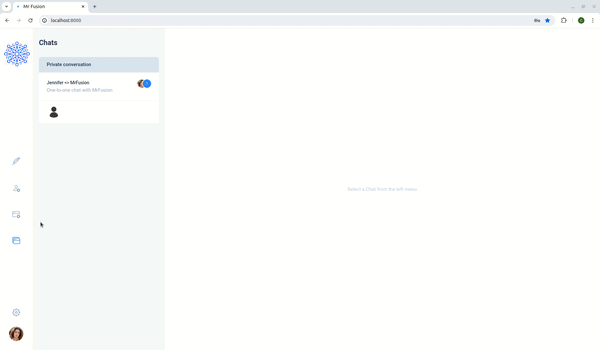 Mr Fusion
localhost:8000
Chats
Private conversation
Jennifer <> MrFusion
One-to-one chat with MrFusion
Select a Chat from the left menu